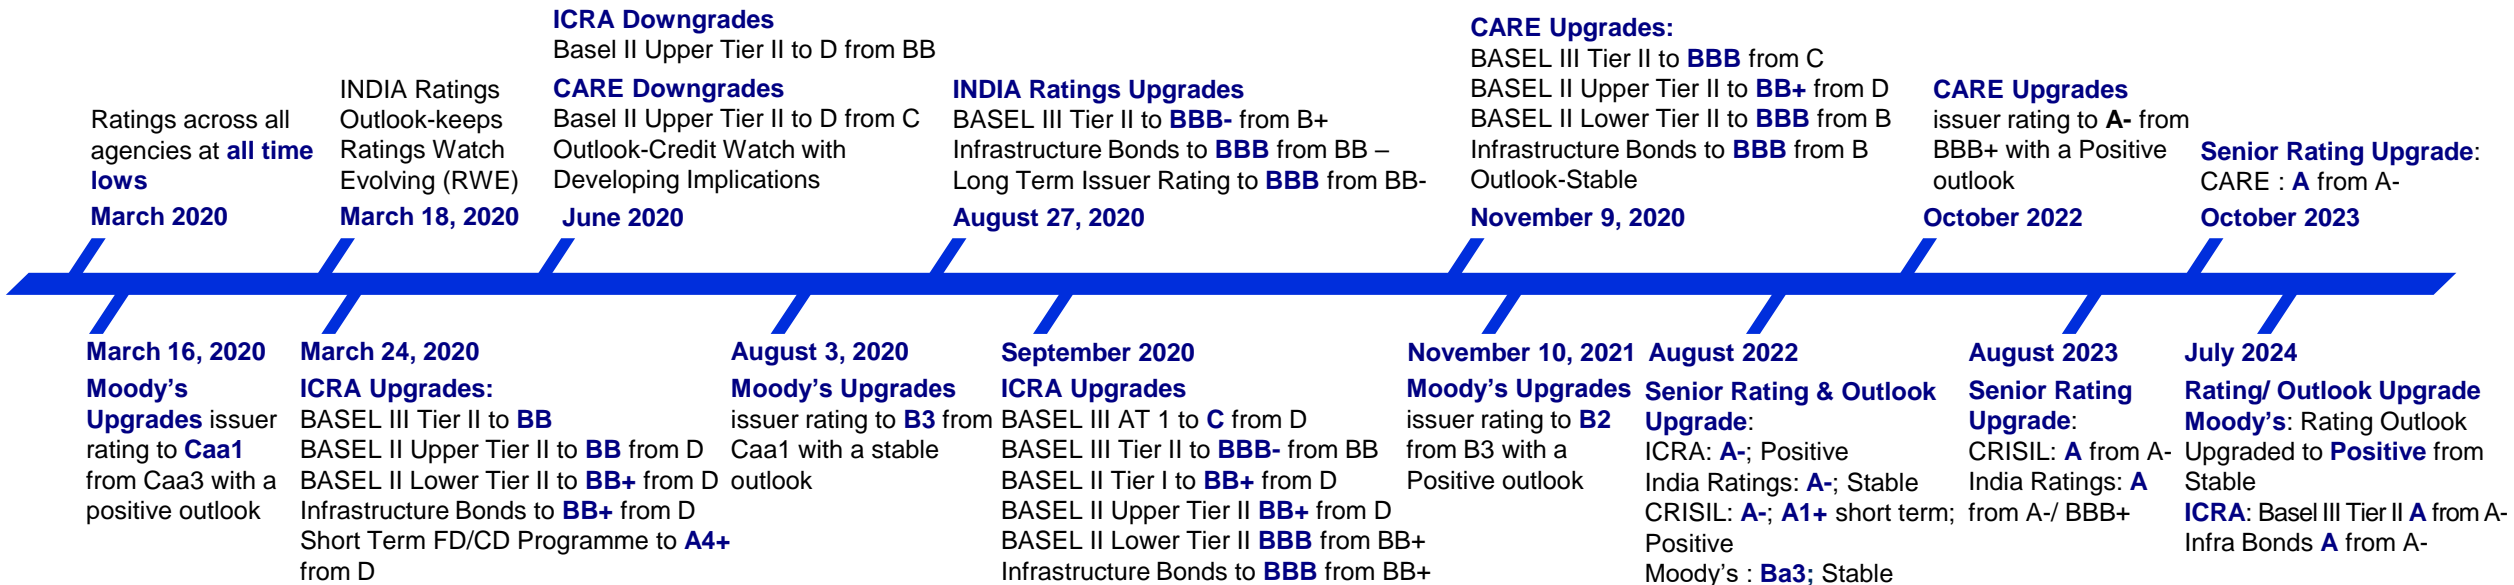 Ratings across all
agencies at all time
lows
March 2020
INDIA Ratings
Outlook-keeps
Ratings Watch
Evolving (RWE)
March 18, 2020
ICRA Downgrades
Basel II Upper Tier II to D from BB
CARE Downgrades
Basel II Upper Tier II to D from C
Outlook-Credit Watch with
Developing Implications
June 2020
INDIA Ratings Upgrades
BASEL III Tier II to BBB- from B+
Infrastructure Bonds to BBB from BB –
Long Term Issuer Rating to BBB from BB-
August 27, 2020
CARE Upgrades:
BASEL III Tier II to BBB from C
BASEL II Upper Tier II to BB+ from D
BASEL II Lower Tier II to BBB from B
Infrastructure Bonds to BBB from B
Outlook-Stable
November 9, 2020
CARE Upgrades
issuer rating to A- from
BBB+ with a Positive
outlook
October 2022
Senior Rating Upgrade:
CARE : A from A-
October 2023
March 16, 2020
Moody’s
Upgrades issuer
rating to Caa1
from Caa3 with a
positive outlook
March 24, 2020
ICRA Upgrades:
BASEL III Tier II to BB
BASEL II Upper Tier II to BB from D
BASEL II Lower Tier II to BB+ from D
Infrastructure Bonds to BB+ from D
Short Term FD/CD Programme to A4+
from D
August 3, 2020
Moody’s Upgrades
issuer rating to B3 from
Caa1 with a stable
outlook
September 2020
ICRA Upgrades
BASEL III AT 1 to C from D
BASEL III Tier II to BBB- from BB
BASEL II Tier I to BB+ from D
BASEL II Upper Tier II BB+ from D
BASEL II Lower Tier II BBB from BB+
Infrastructure Bonds to BBB from BB+
November 10, 2021
Moody’s Upgrades
issuer rating to B2
from B3 with a
Positive outlook
August 2022
Senior Rating & Outlook
Upgrade:
ICRA: A-; Positive
India Ratings: A-; Stable
CRISIL: A-; A1+ short term;
Positive
Moody’s : Ba3; Stable
August 2023
Senior Rating
Upgrade:
CRISIL: A from A-
India Ratings: A
from A-/ BBB+
July 2024
Rating/ Outlook Upgrade
Moody’s: Rating Outlook
Upgraded to Positive from
Stable
ICRA: Basel III Tier II A from A-
Infra Bonds A from A-